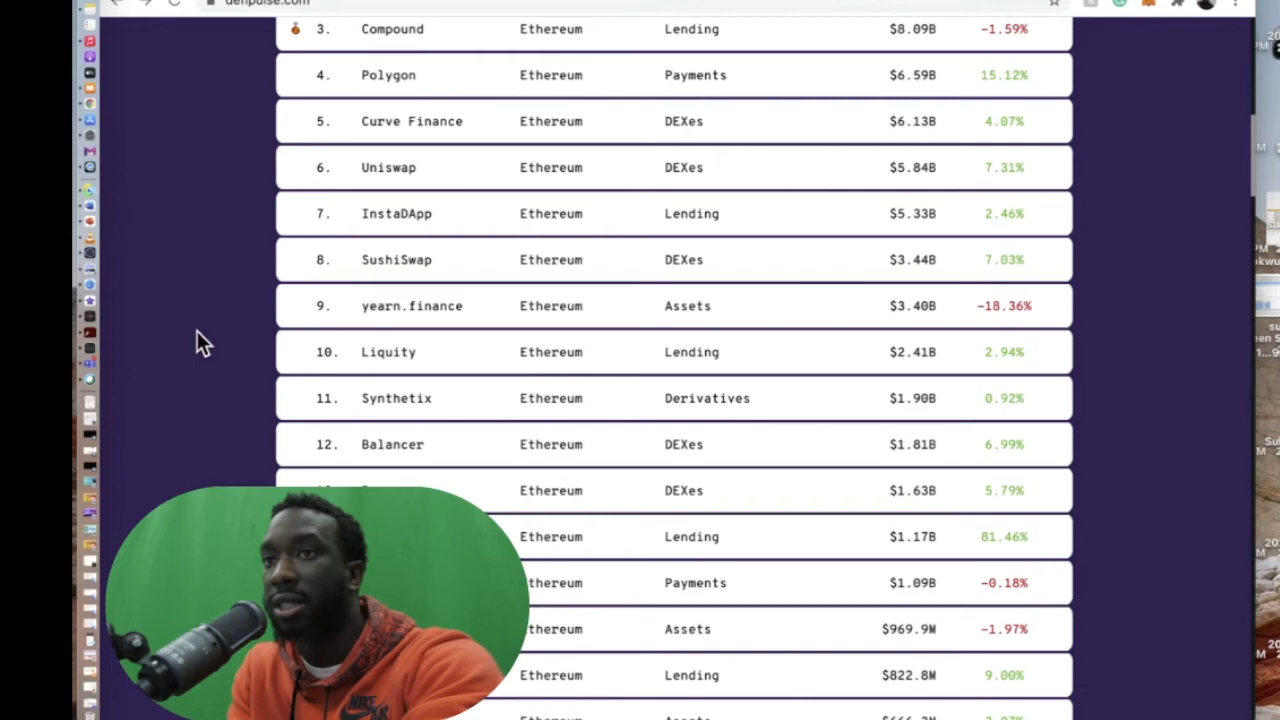 defipulse.com
3. Compound Ethereum Lending $8.09B -1.59%
4. Polygon Ethereum Payments $6.59B 15.12%
5. Curve Finance Ethereum DEXes $6.13B 4.07%
6. Uniswap Ethereum DEXes $5.84B 7.31%
7. InstaDApp Ethereum Lending $5.33B 2.46%
8. SushiSwap Ethereum DEXes $3.44B 7.03%
9. yearn.finance Ethereum Assets $3.40B -18.36%
10. Liquity Ethereum Lending $2.41B 2.94%
11. Synthetix Ethereum Derivatives $1.90B 0.92%
12. Balancer Ethereum DEXes $1.81B 6.99%
Ethereum DEXes $1.63B 5.79%
Ethereum Lending $1.17B 81.46%
thereum Payments $1.09B -0.18%
thereum Assets $969.9M -1.97%
Ethereum Lending $822.8M 9.00%
NIKE